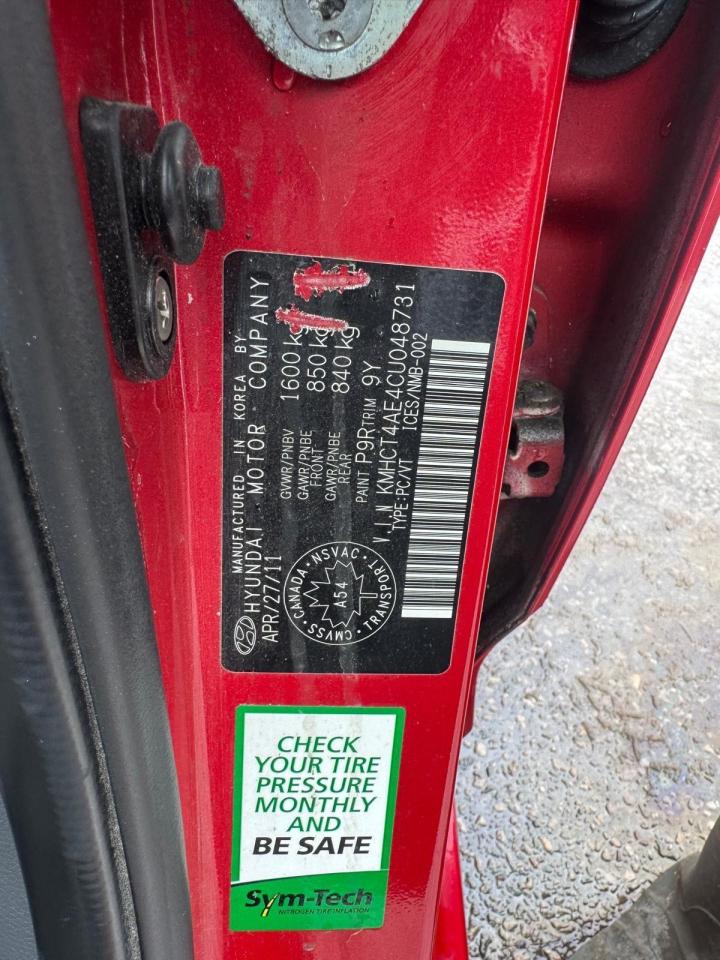 MANUFACTURED IN KOREA BY
HYUNDAI MOTOR COMPANY
APR/27/11
GVWR/PNBV 1600 kg
GAWR/PNBE FRONT 850 kg
GAWR/PNBE REAR 840 kg
PAINT P9R TRIM 9Y
V.I.N KMHCT4AE4CU048731
TYPE:PC/VT ICES/NMB-002
CANADA · NSVAC · TRANSPORT · CMVSS ·
A54
CHECK
YOUR TIRE
PRESSURE
MONTHLY
AND
BE SAFE
Sym-Tech
NITROGEN TIRE INFLATION